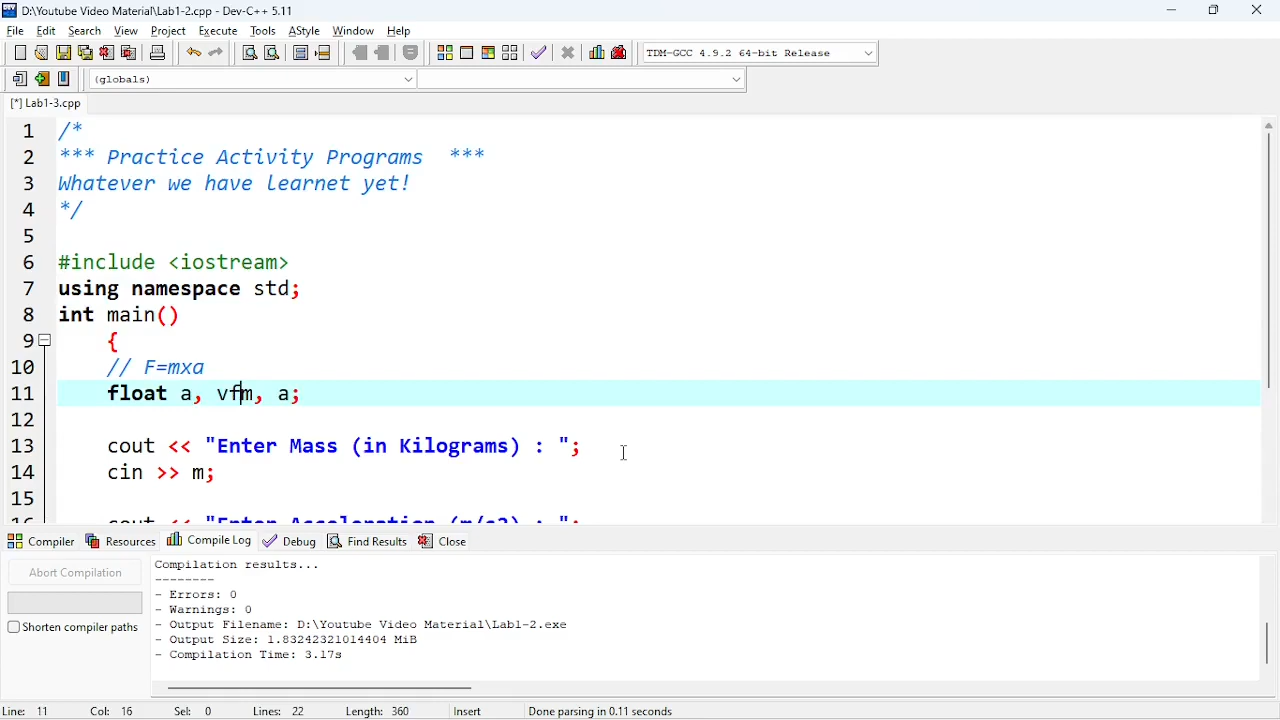 D:\Youtube Video Material\Lab1-2.cpp - Dev-C++ 5.11
File Edit Search View Project Execute Tools AStyle Window Help
TDM-GCC 4.9.2 64-bit Release
(globals)
[*] Lab1-3.cpp
1 /*
2 *** Practice Activity Programs ***
3 Whatever we have learnet yet!
4 */
5
6 #include <iostream>
7 using namespace std;
8 int main()
9 {
10 // F=mxa
11 float a, vfm, a;
12
13 cout << "Enter Mass (in Kilograms) : ";
14 cin >> m;
15
16 cout << "Enter Acceleration (m/s2) : ";
Compiler Resources Compile Log Debug Find Results Close
Abort Compilation
Shorten compiler paths
Compilation results...
--------
- Errors: 0
- Warnings: 0
- Output Filename: D:\Youtube Video Material\Lab1-2.exe
- Output Size: 1.83242321014404 MiB
- Compilation Time: 3.17s
Line: 11 Col: 16 Sel: 0 Lines: 22 Length: 360 Insert Done parsing in 0.11 seconds